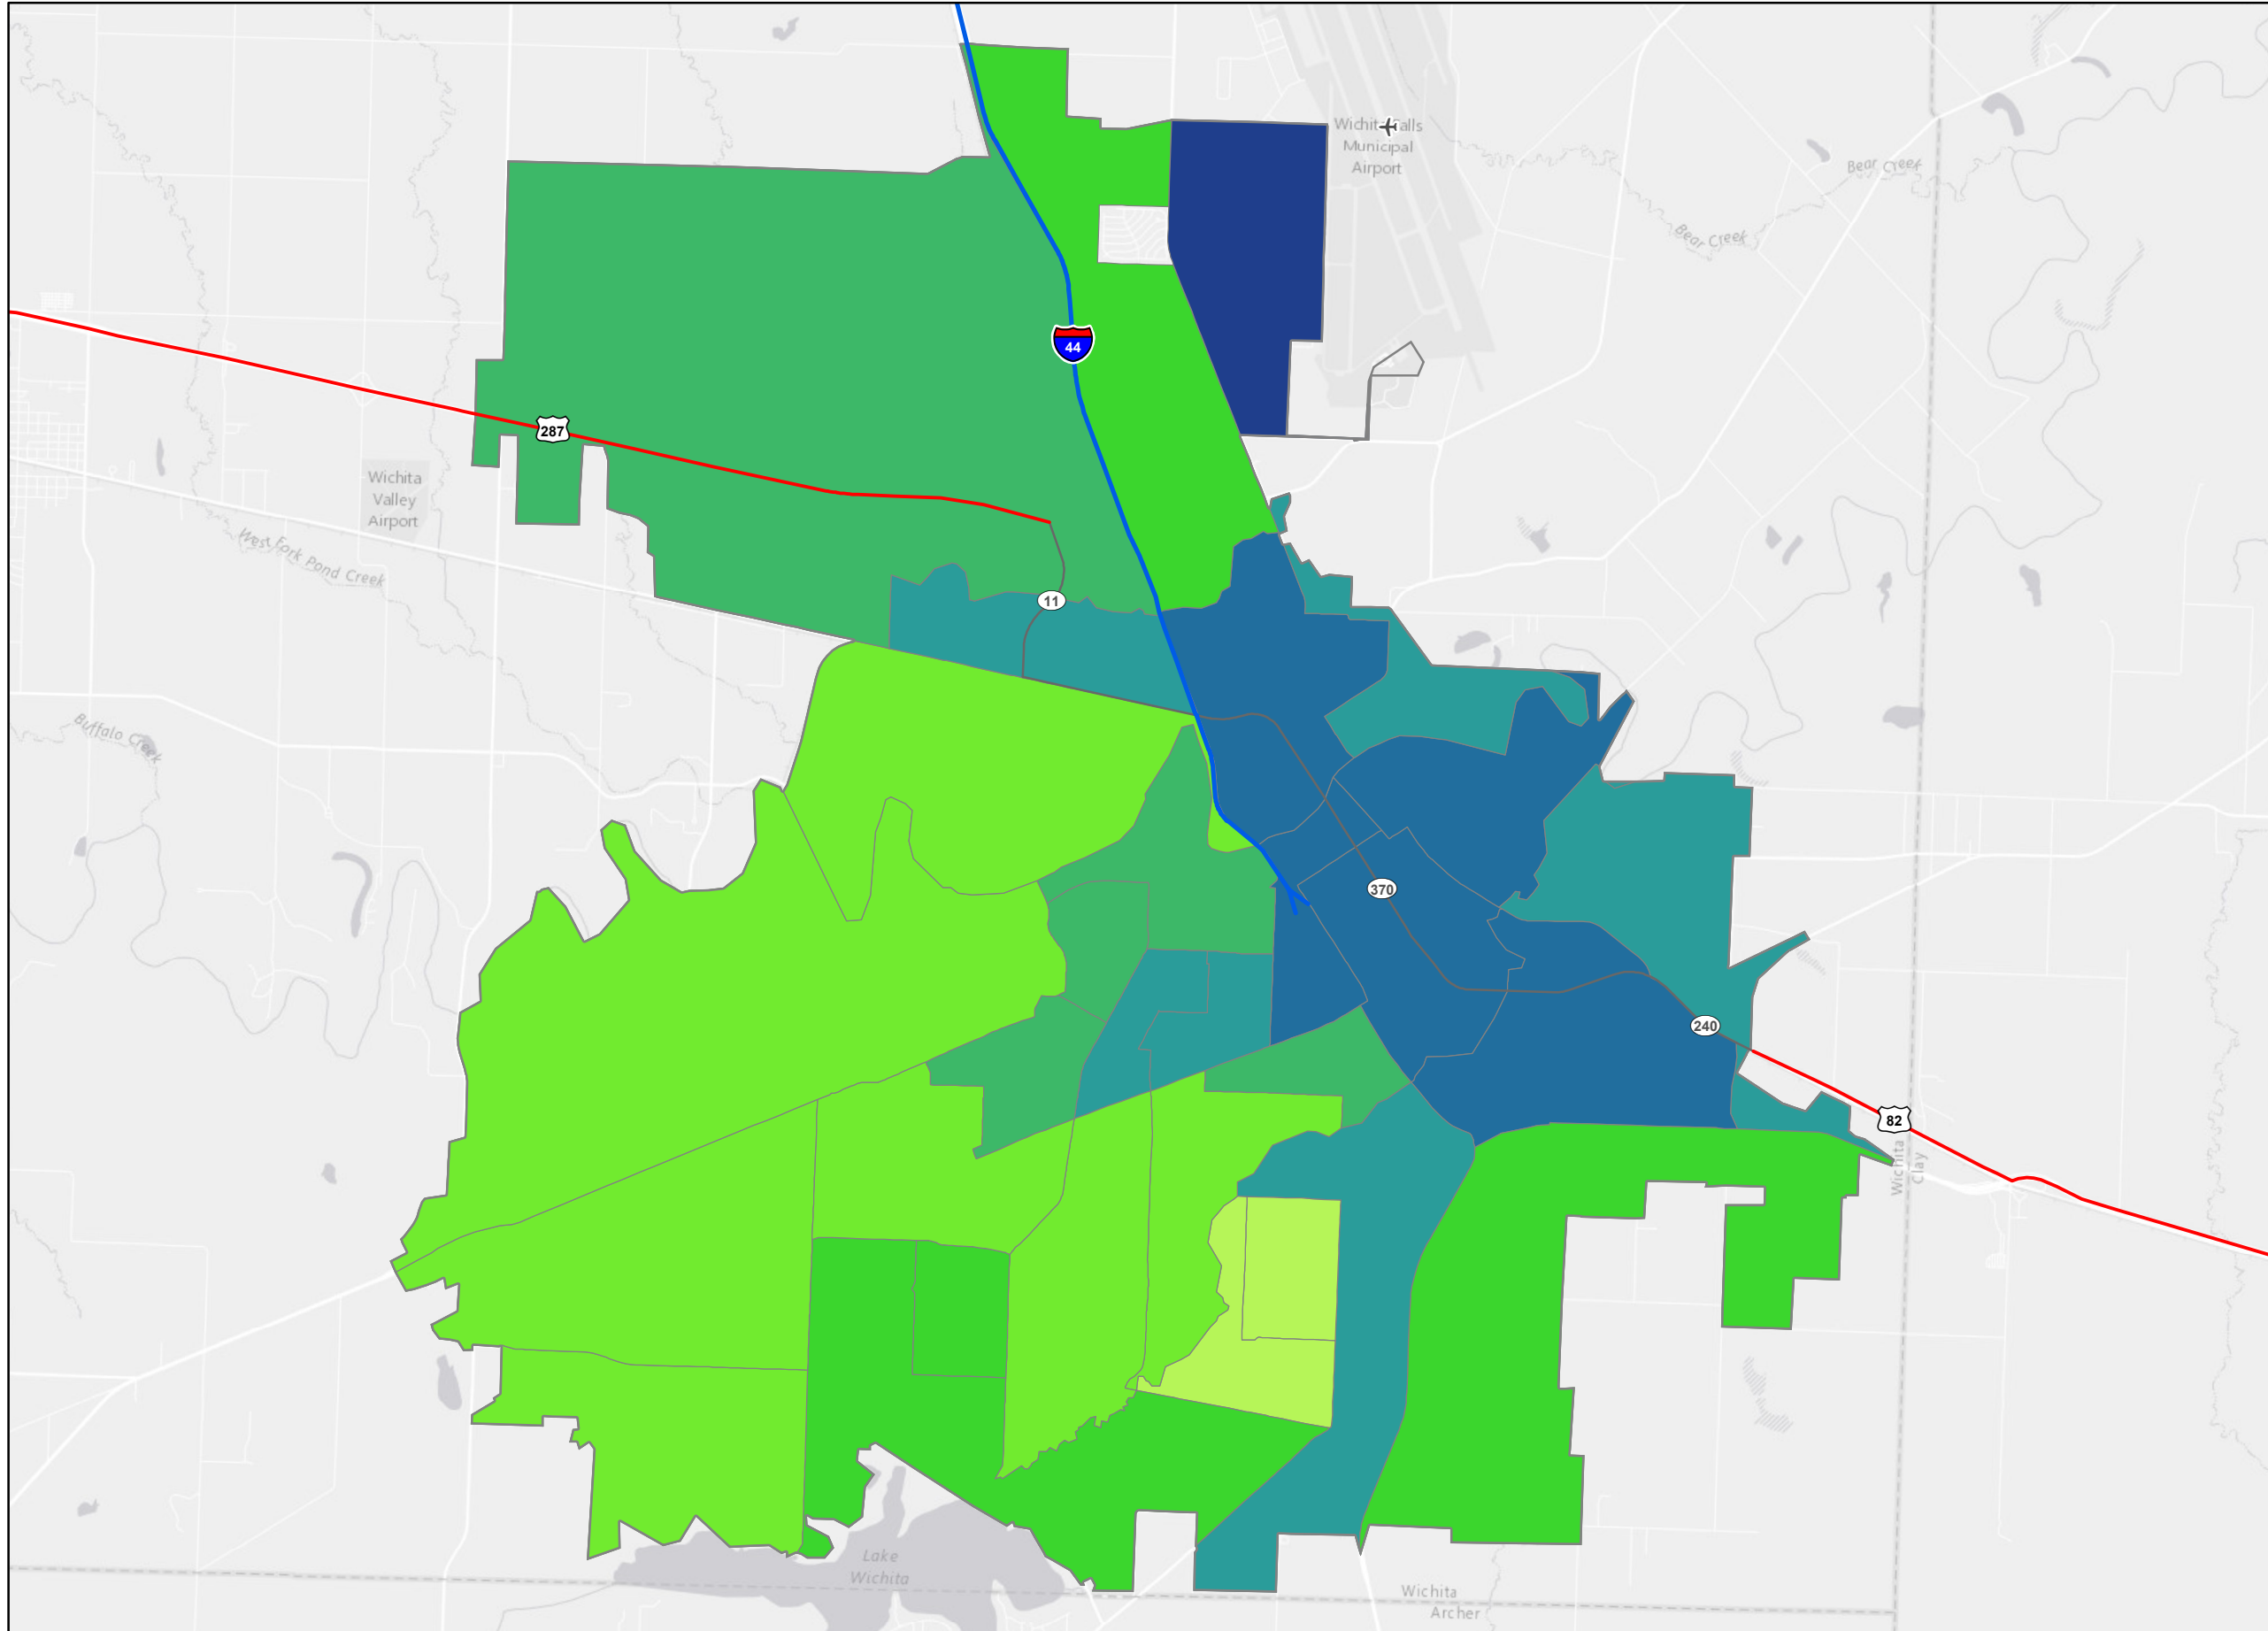 Wichita Falls
Municipal
Airport
Bear Creek
Bear Creek
44
287
Wichita
Valley
Airport
West Fork Pond Creek
11
Buffalo Creek
370
240
82
Wichita
Clay
Lake
Wichita
Wichita
Archer